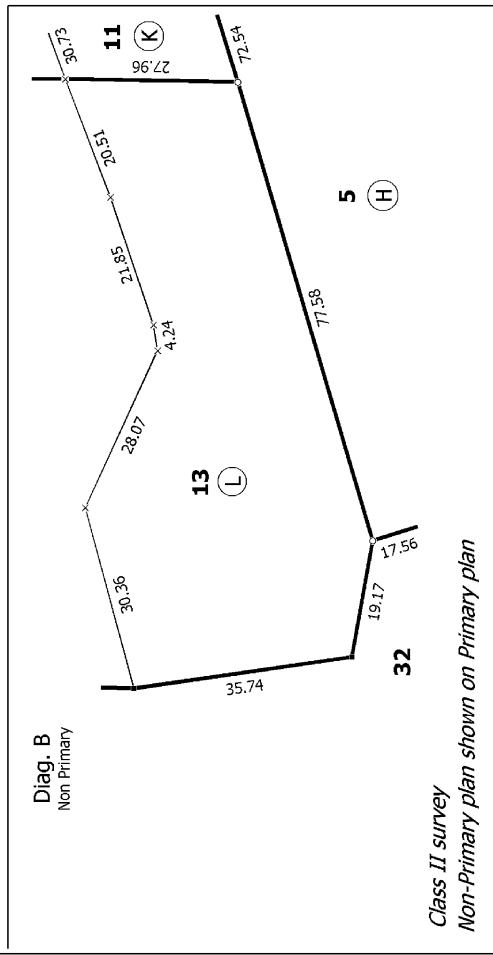 Diag. B
Non Primary
30.73
11
K
27.96
72.54
20.51
21.85
4.24
28.07
30.36
13
L
77.58
5
H
35.74
19.17
17.56
32
Class II survey
Non-Primary plan shown on Primary plan